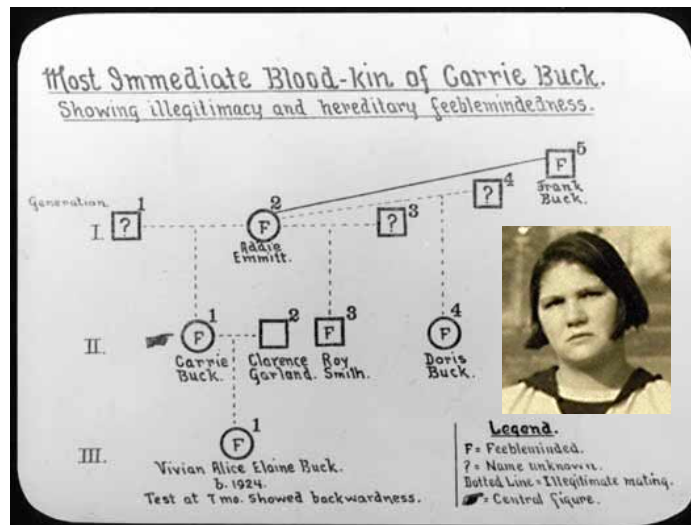 Most Immediate Blood-kin of Carrie Buck.
Showing illegitimacy and hereditary feeblemindedness.
Generation.
I.
? 1
F 2
Addie
Emmitt.
? 3
? 4
F 5
Frank
Buck.
II.
F 1
Carrie
Buck.
2
Clarence
Garland.
F 3
Roy
Smith.
F 4
Doris
Buck.
III.
F 1
Vivian Alice Elaine Buck.
b. 1924.
Test at 7 mo. Showed backwardness.
Legend.
F = Feebleminded.
? = Name unknown.
Dotted Line = Illegitimate mating.
= Central figure.